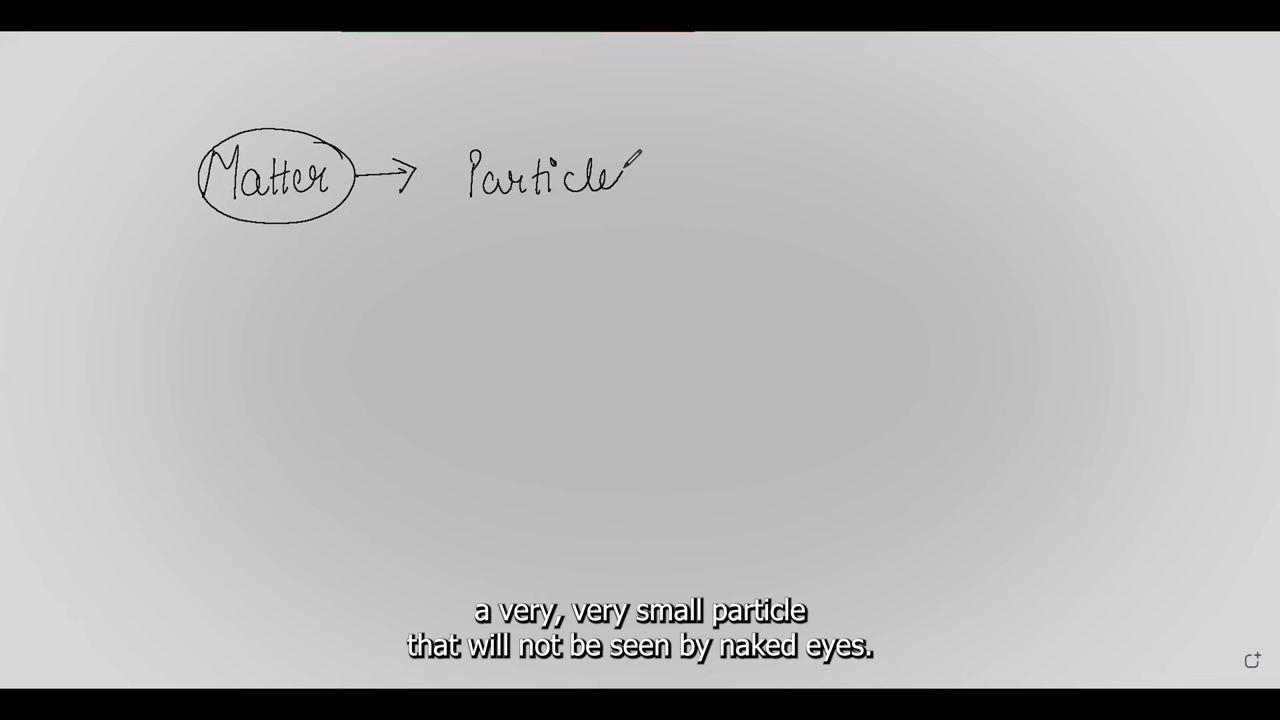 Matter → Particle
a very, very small particle
that will not be seen by naked eyes.